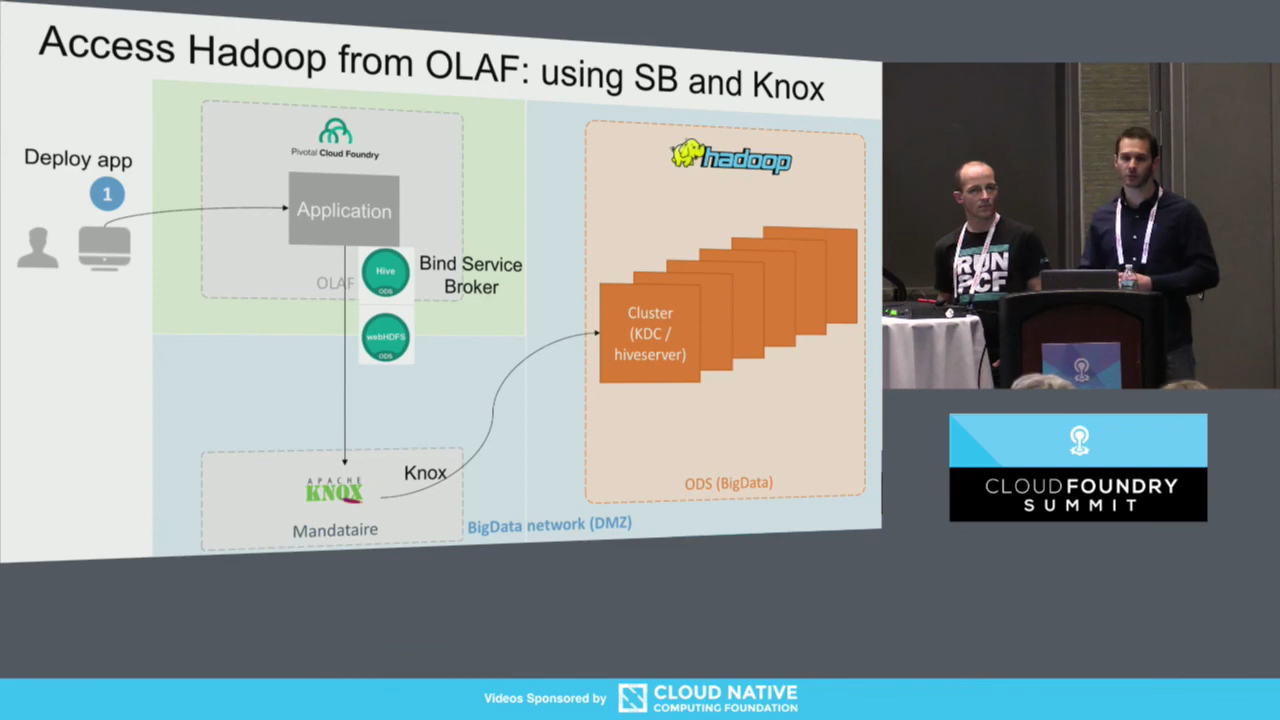 Access Hadoop from OLAF: using SB and Knox
Deploy app
1
Pivotal Cloud Foundry
Application
OLAF
Hive
ODS
Bind Service
Broker
webHDFS
ODS
hadoop
Cluster
(KDC /
hiveserver)
ODS (BigData)
APACHE
KNOX
Knox
Mandataire
BigData network (DMZ)
RUN
PCF
CLOUD FOUNDRY
SUMMIT
Videos Sponsored by
CLOUD NATIVE
COMPUTING FOUNDATION